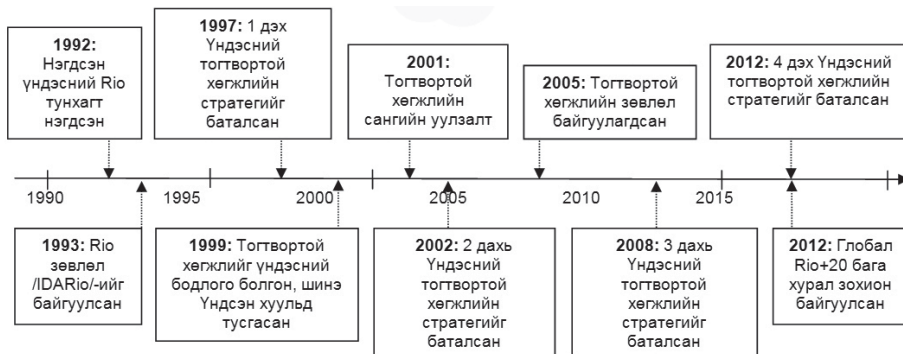 1992:
Нэгдсэн
үндэсний Rio
тунхагт
нэгдсэн
1997: 1 дэх
Үндэсний
тогтвортой
хөгжлийн
стратегийг
баталсан
2001:
Тогтвортой
хөгжлийн
сангийн уулзалт
2005: Тогтвортой
хөгжлийн зөвлөл
байгуулагдсан
2012: 4 дэх Үндэсний
тогтвортой хөгжлийн
стратегийг баталсан
1990 1995 2000 2005 2010 2015
1993: Rio
зөвлөл
/IDARio/-ийг
байгуулсан
1999: Тогтвортой
хөгжлийг үндэсний
бодлого болгон, шинэ
Үндсэн хуульд
тусгасан
2002: 2 дахь
Үндэсний
тогтвортой
хөгжлийн
стратегийг
баталсан
2008: 3 дахь
Үндэсний
тогтвортой
хөгжлийн
стратегийг
баталсан
2012: Глобал
Rio+20 бага
хурал зохион
байгуулсан